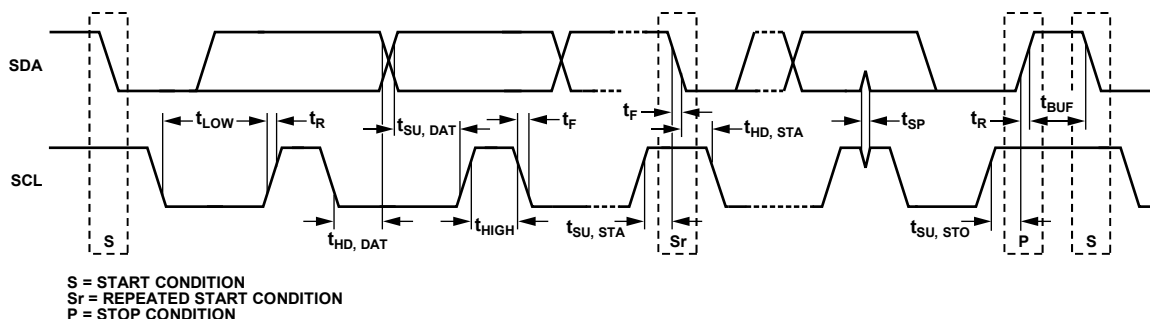 SDA
tLOW
tR
tSU, DAT
tF
tF
tHD, STA
tSP
tR
tBUF
SCL
S
tHD, DAT
tHIGH
tSU, STA
Sr
tSU, STO
P
S
S = START CONDITION
Sr = REPEATED START CONDITION
P = STOP CONDITION